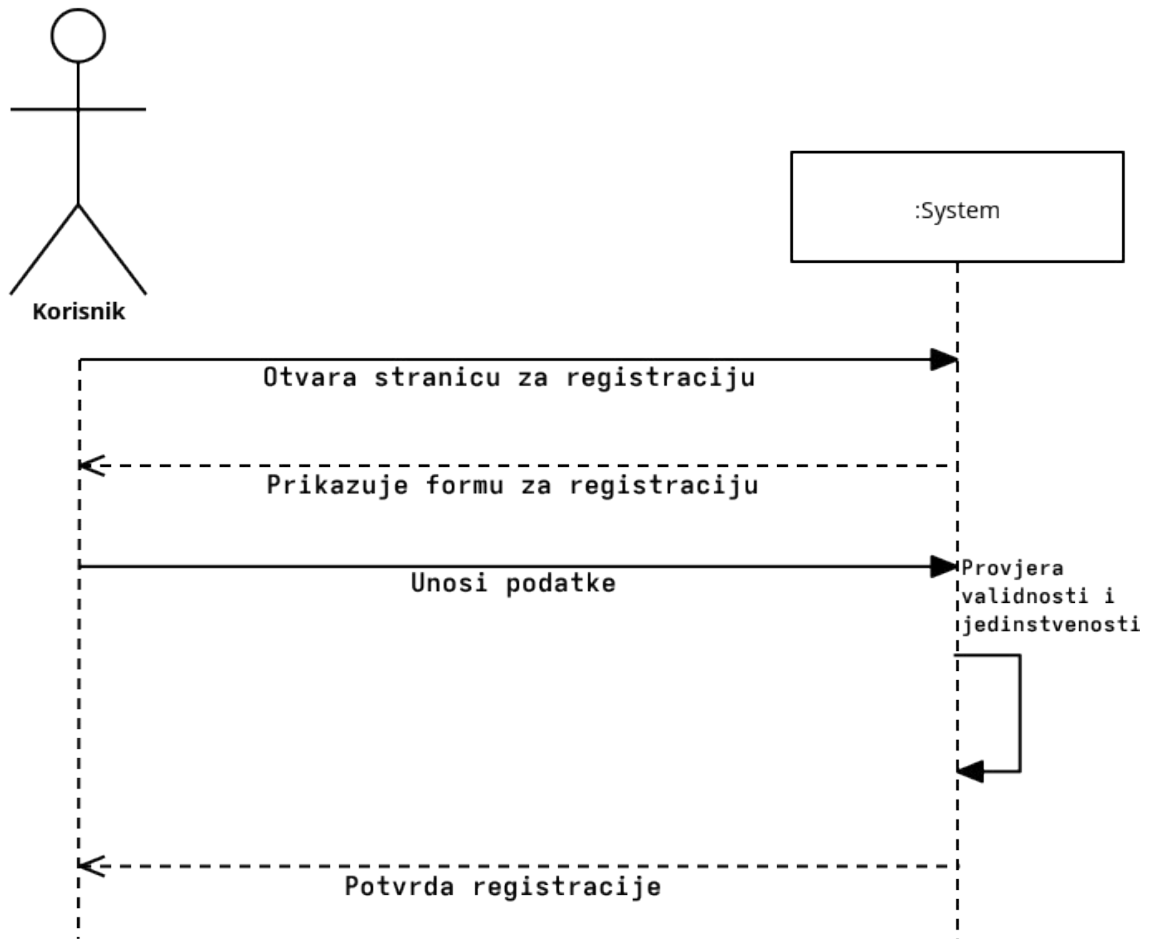 :System
Korisnik
Otvara stranicu za registraciju
Prikazuje formu za registraciju
Unosi podatke
Provjera
validnosti i
jedinstvenosti
Potvrda registracije